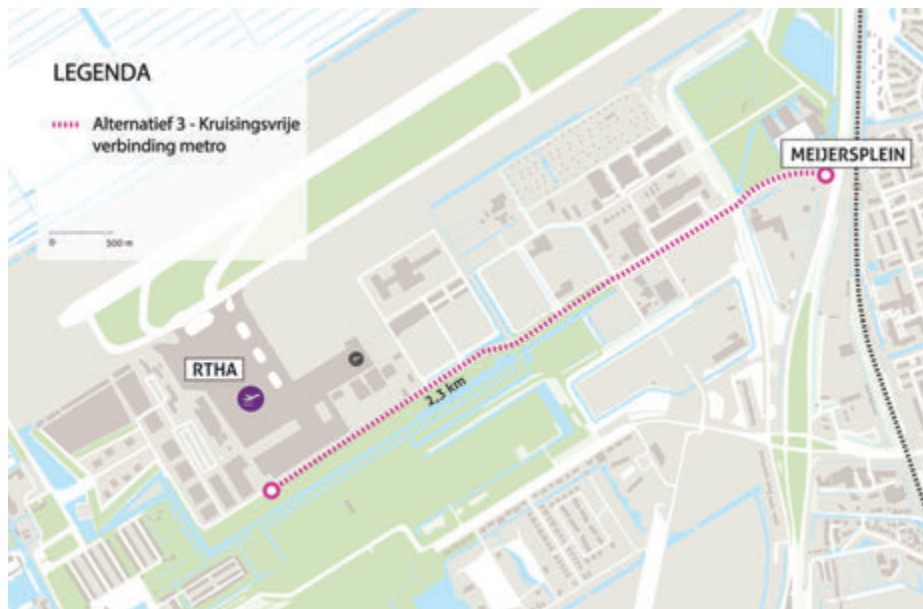 LEGENDA
Alternatief 3 - Kruisingsvrije
verbinding metro
0 500 m
MEIJERSPLEIN
RTHA
2,3 km